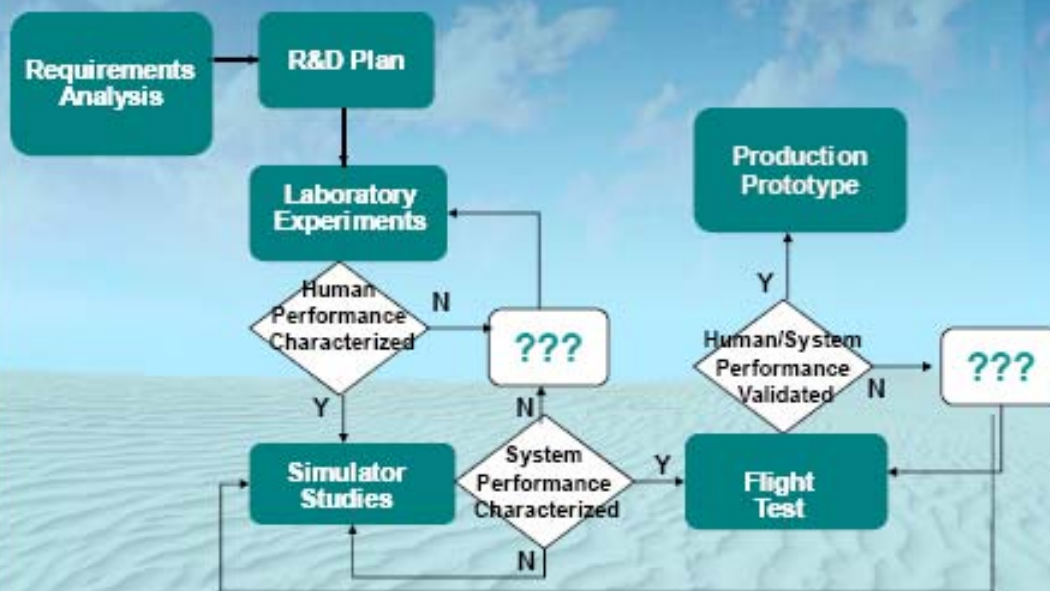 Requirements
Analysis
R&D Plan
Laboratory
Experiments
Human
Performance
Characterized
N
Y
???
Simulator
Studies
N
System
Performance
Characterized
Y
N
Production
Prototype
Y
Human/System
Performance
Validated
N
???
Flight
Test